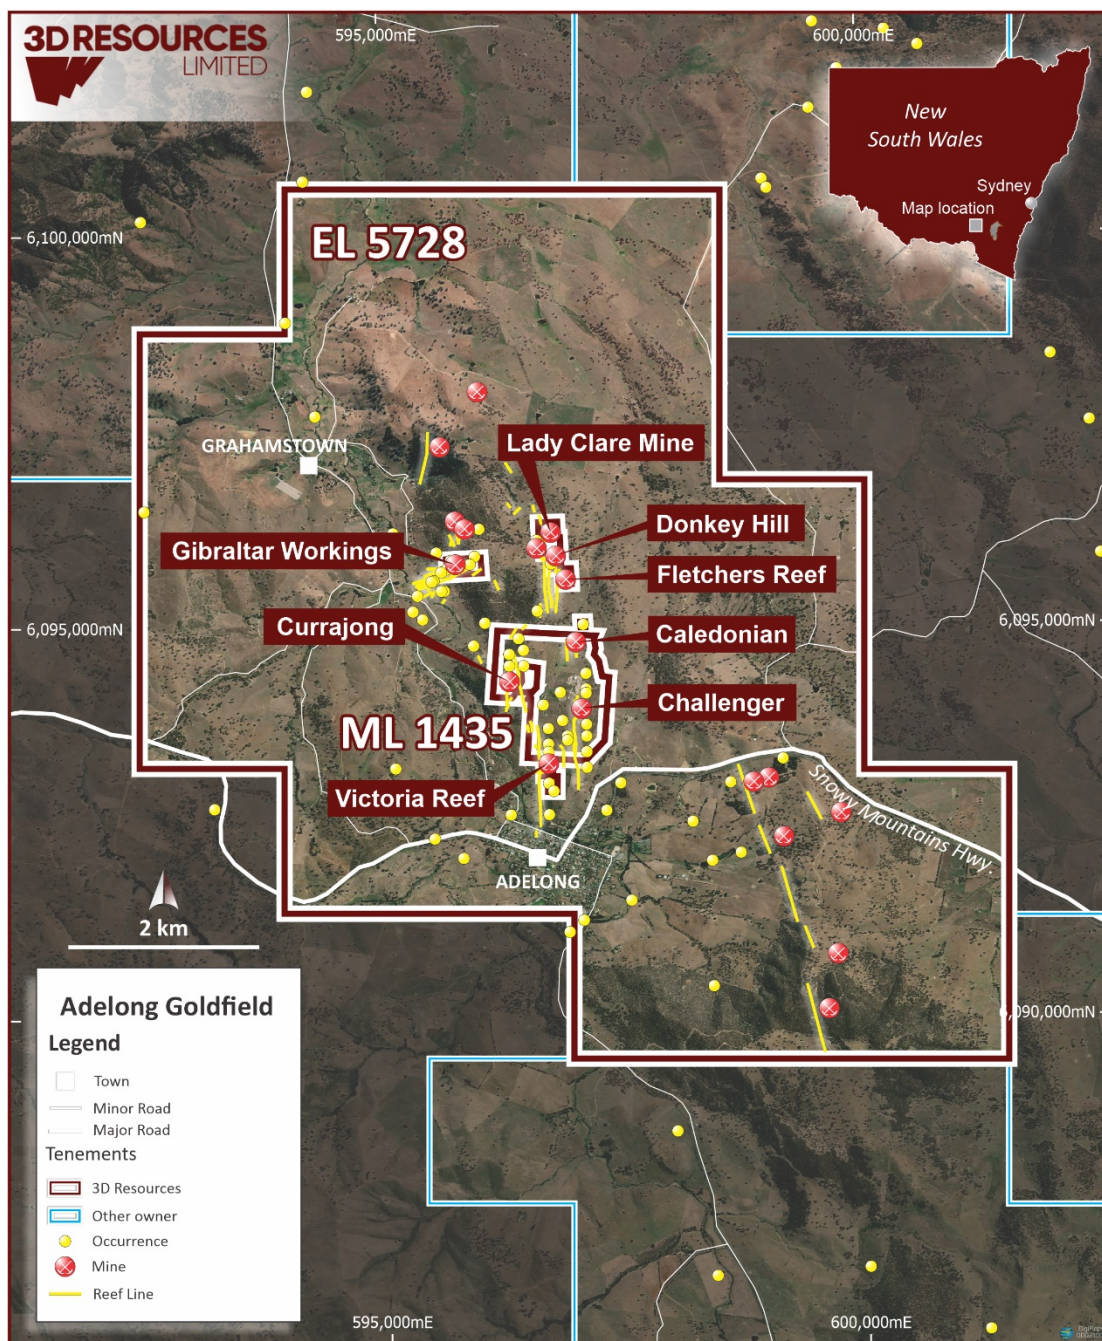 3D RESOURCES
LIMITED
595,000mE
600,000mE
New
South Wales
Sydney
Map location
6,100,000mN
EL 5728
GRAHAMSTOWN
Lady Clare Mine
Donkey Hill
Gibraltar Workings
Fletchers Reef
6,095,000mN
6,095,000mN
Currajong
Caledonian
Challenger
ML 1435
Victoria Reef
Snowy Mountains Hwy.
ADELONG
2 km
6,090,000mN
Adelong Goldfield
Legend
Town
Minor Road
Major Road
Tenements
3D Resources
Other owner
Occurrence
Mine
Reef Line
595,000mE
600,000mE